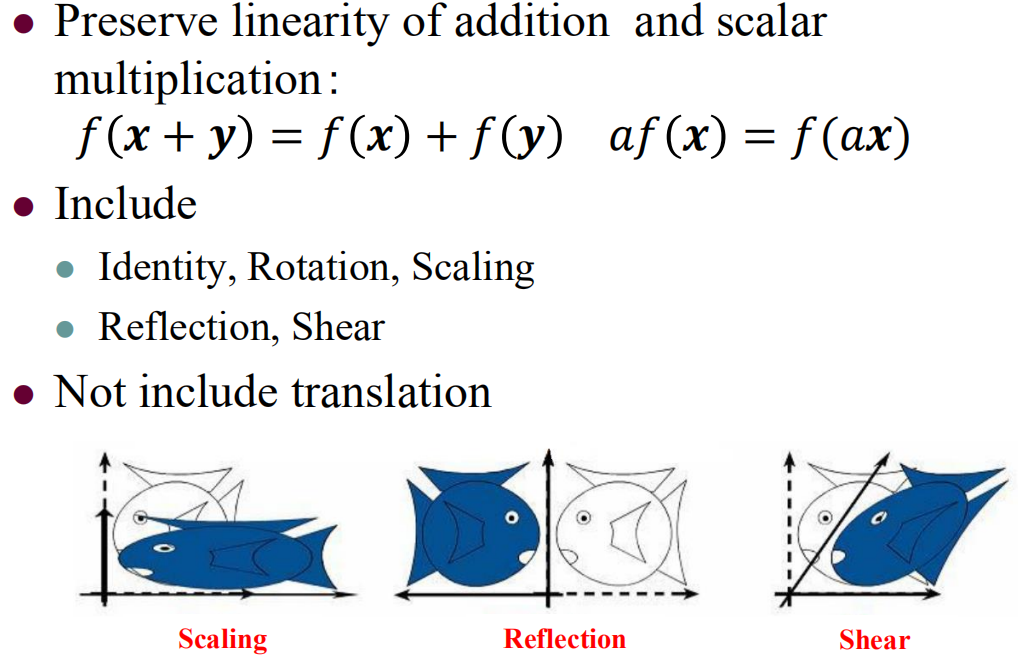 ● Preserve linearity of addition and scalar
multiplication:
f(x + y) = f(x) + f(y) af(x) = f(ax)
● Include
● Identity, Rotation, Scaling
● Reflection, Shear
● Not include translation
Scaling Reflection Shear